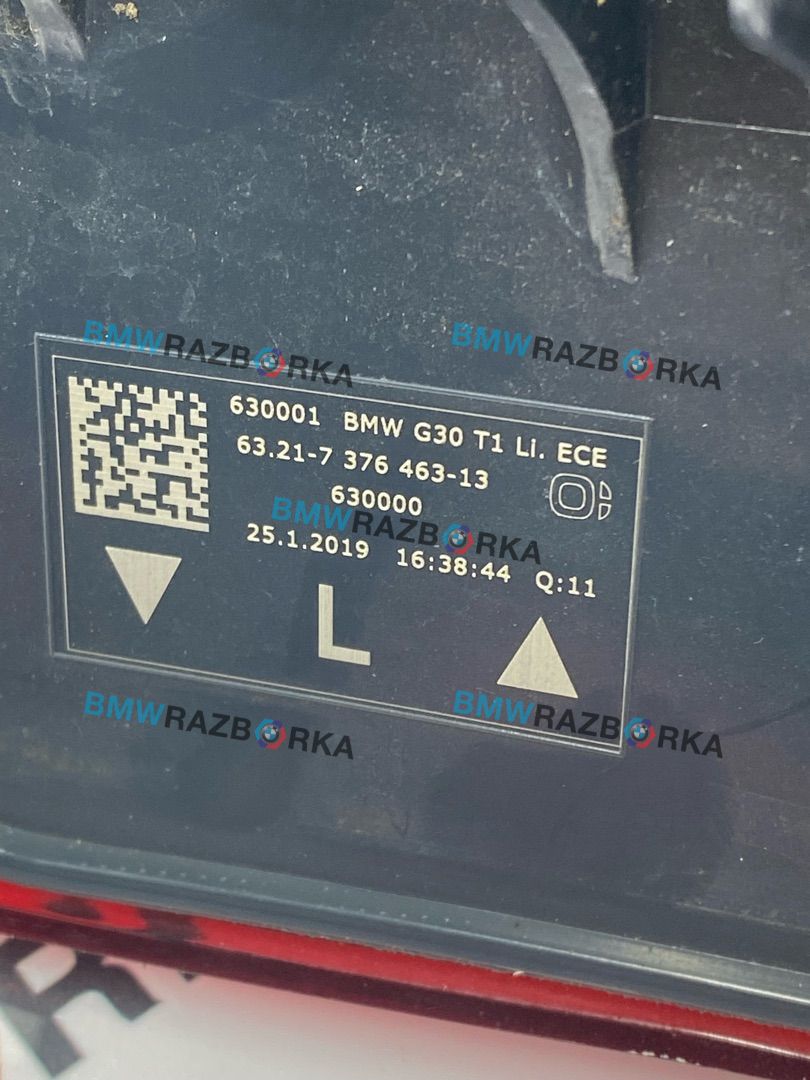 BMWRAZBORKA
BMWRAZBORKA
630001 BMW G30 T1 Li. ECE
63.21-7 376 463-13
630000
BMWRAZBORKA
25.1.2019 16:38:44 Q:11
L
BMWRAZBORKA
BMWRAZBORKA